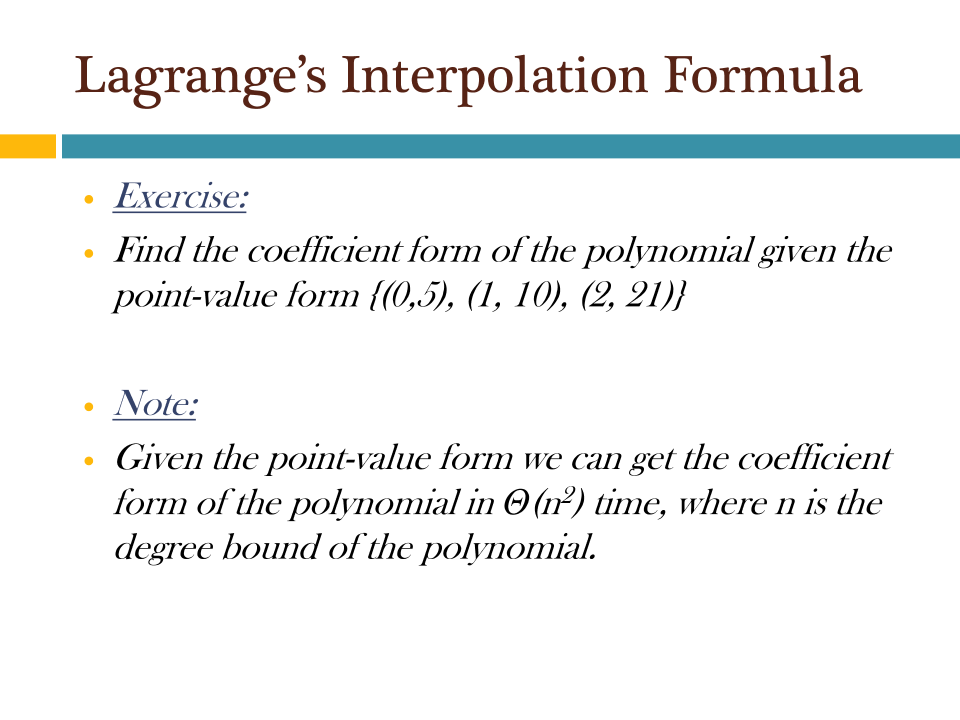 Lagrange’s Interpolation Formula
• Exercise:
• Find the coefficient form of the polynomial given the
point-value form {(0,5), (1, 10), (2, 21)}
• Note:
• Given the point-value form we can get the coefficient
form of the polynomial in Θ(n²) time, where n is the
degree bound of the polynomial.